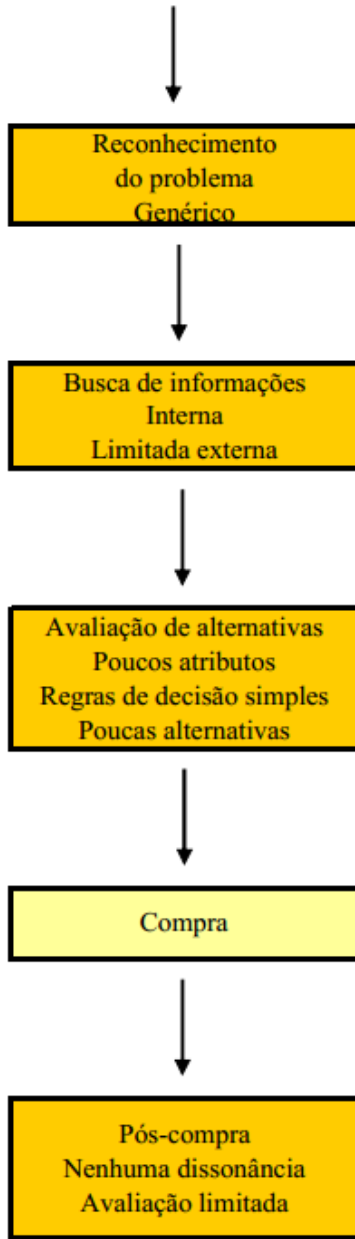 Reconhecimento
do problema
Genérico
Busca de informações
Interna
Limitada externa
Avaliação de alternativas
Poucos atributos
Regras de decisão simples
Poucas alternativas
Compra
Pós-compra
Nenhuma dissonância
Avaliação limitada